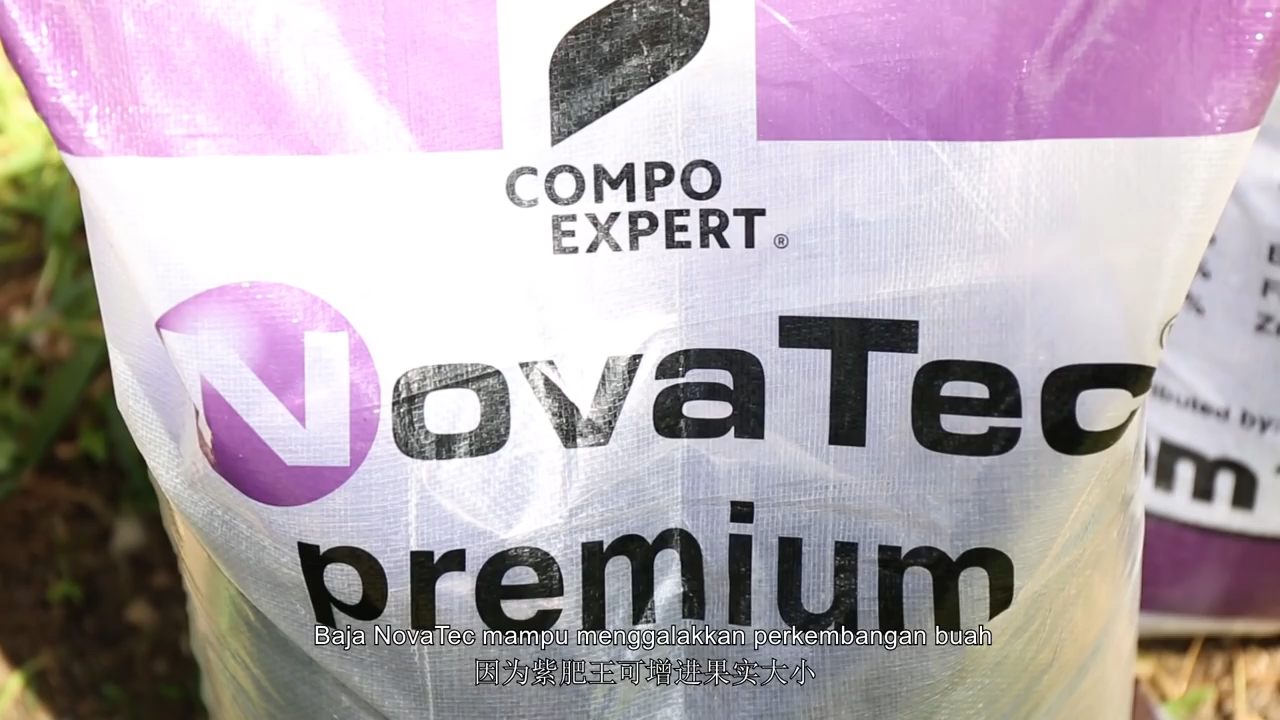 COMPO
EXPERT®
NovaTec
premium
Baja NovaTec mampu menggalakkan perkembangan buah
因为紫肥王可增进果实大小